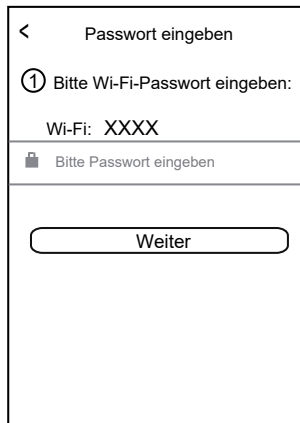 < Passwort eingeben
① Bitte Wi-Fi-Passwort eingeben:
Wi-Fi: XXXX
Bitte Passwort eingeben
Weiter